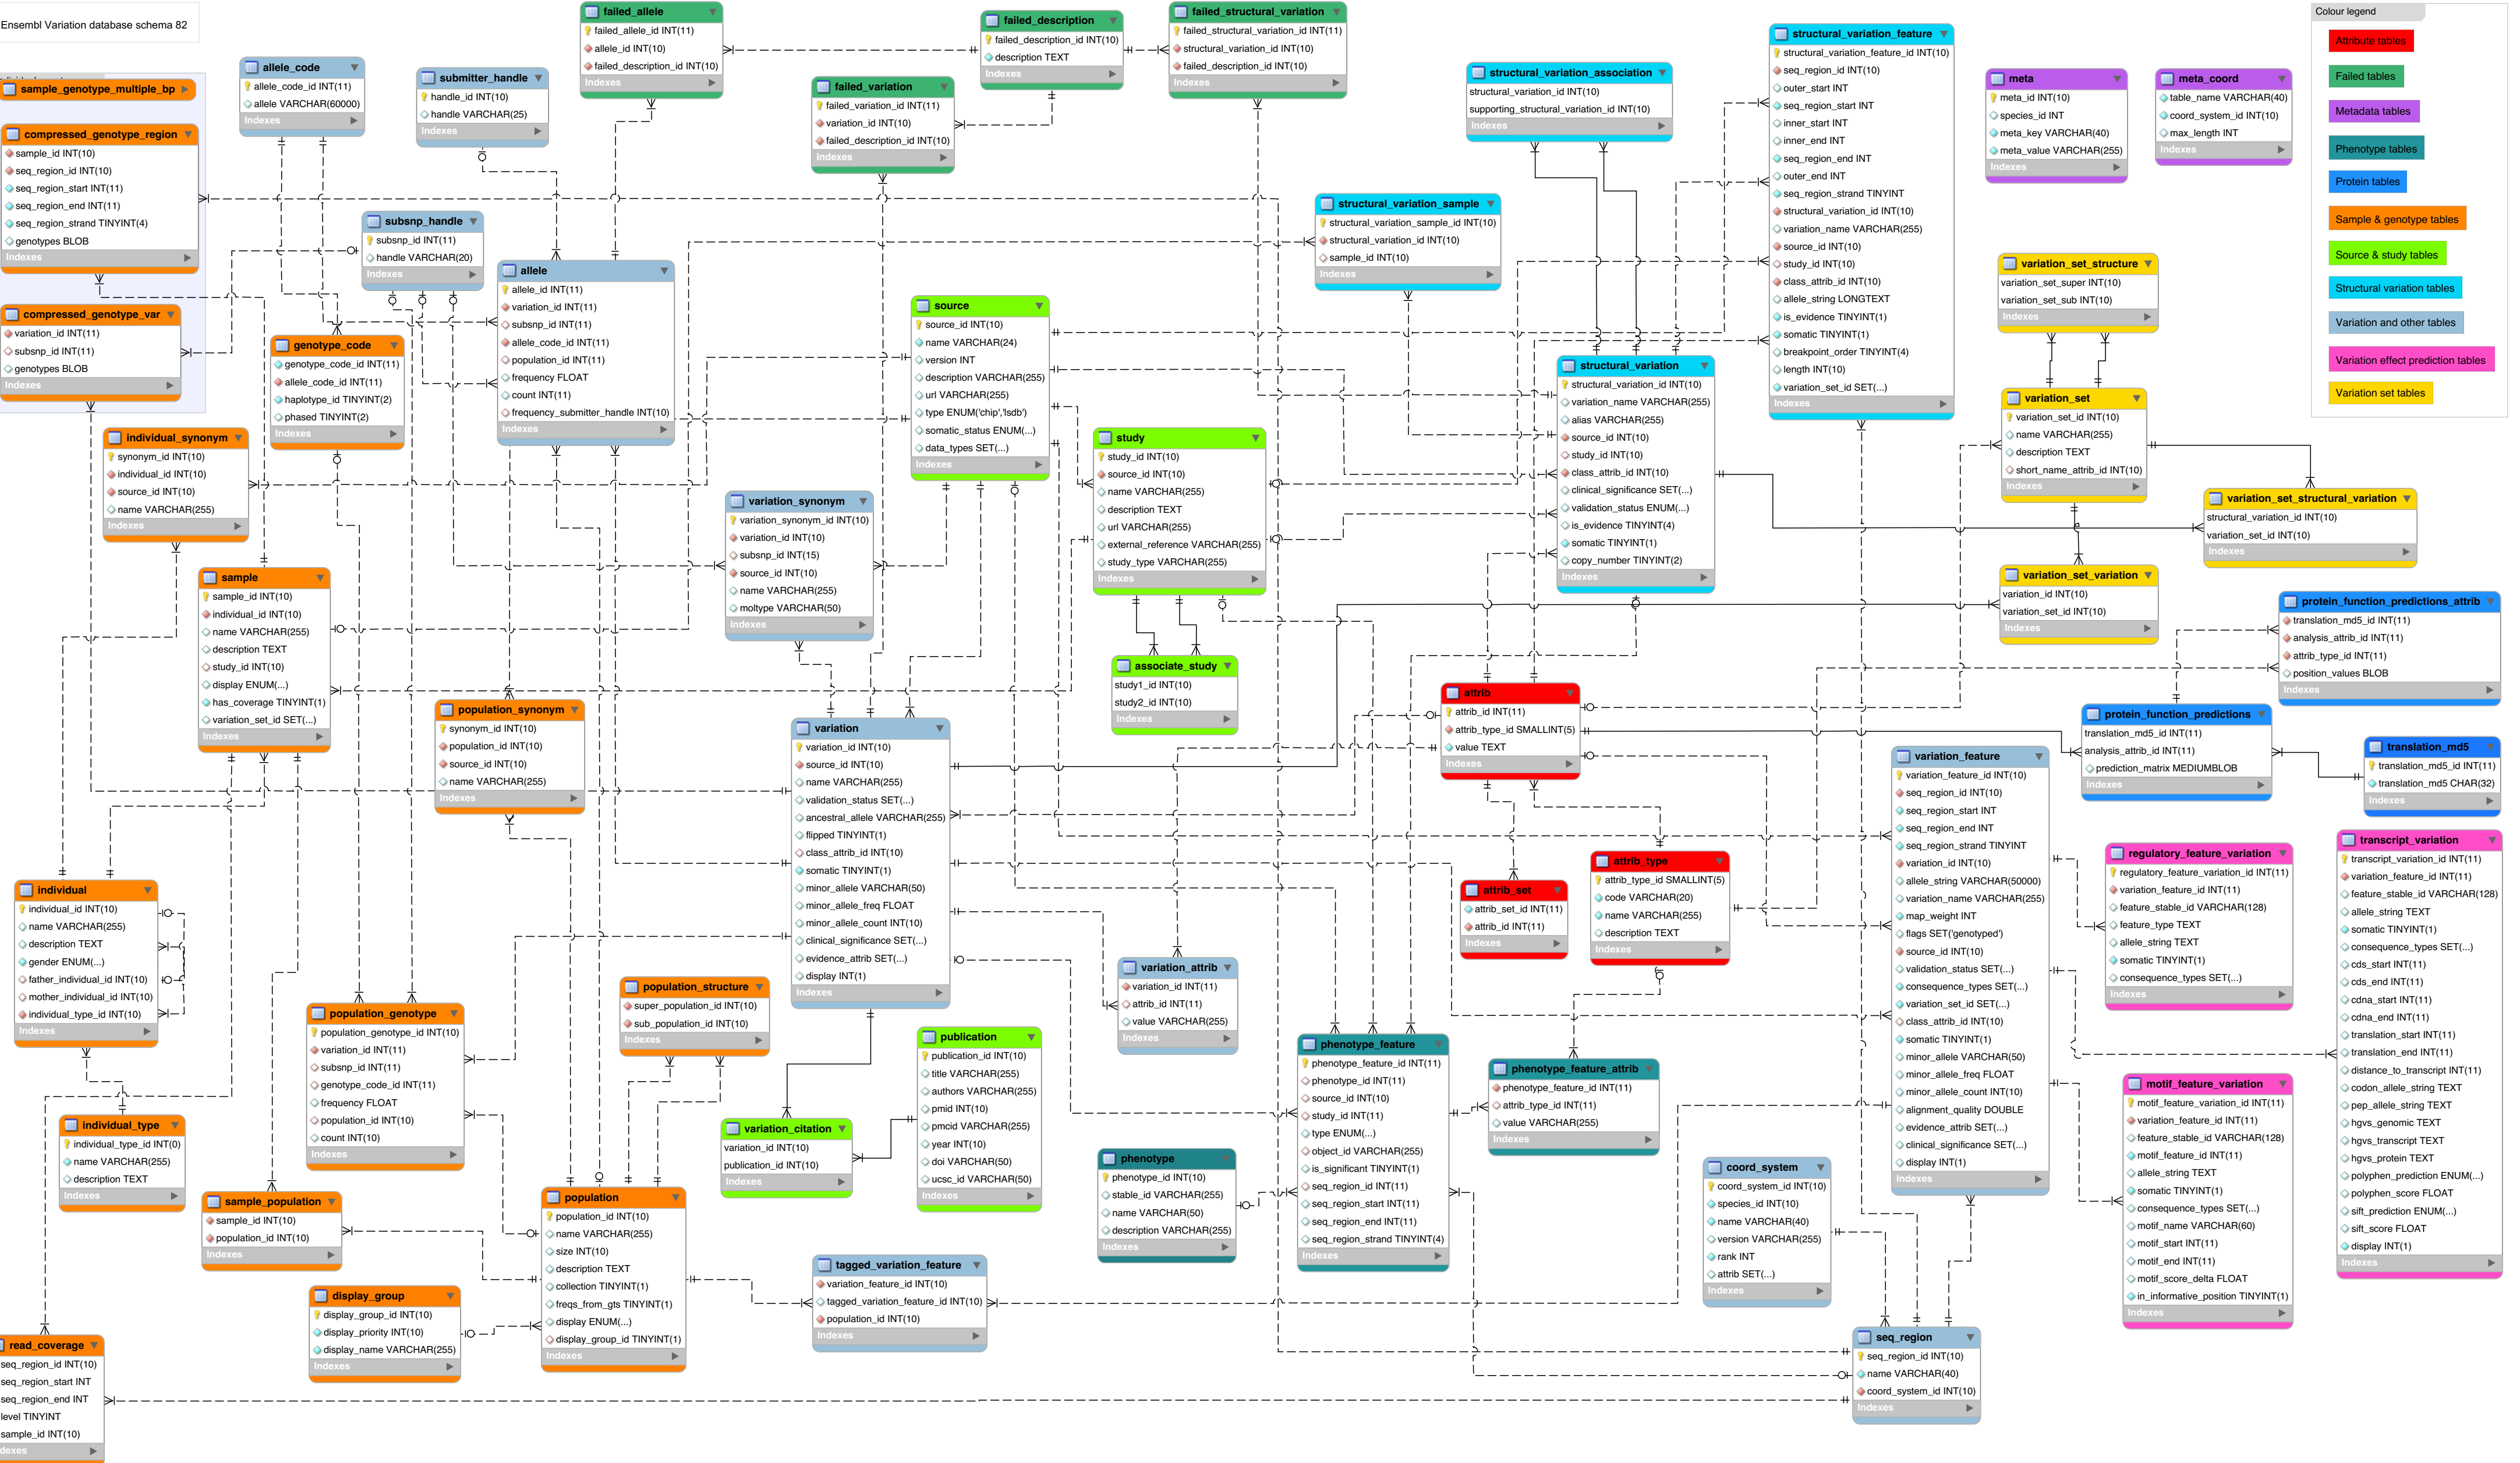 Ensembl Variation database schema 82
sample_genotype_multiple_bp
compressed_genotype_region
sample_id INT(10)
seq_region_id INT(10)
seq_region_start INT(11)
seq_region_end INT(11)
seq_region_strand TINYINT(4)
genotypes BLOB
Indexes
compressed_genotype_var
variation_id INT(11)
subsnp_id INT(11)
genotypes BLOB
Indexes
allele_code
allele_code_id INT(11)
allele VARCHAR(60000)
Indexes
submitter_handle
handle_id INT(10)
handle VARCHAR(25)
Indexes
subsnp_handle
subsnp_id INT(11)
handle VARCHAR(20)
Indexes
genotype_code
genotype_code_id INT(11)
allele_code_id INT(11)
haplotype_id TINYINT(2)
phased TINYINT(2)
Indexes
failed_allele
failed_allele_id INT(11)
allele_id INT(10)
failed_description_id INT(10)
Indexes
failed_variation
failed_variation_id INT(11)
variation_id INT(10)
failed_description_id INT(10)
Indexes
failed_description
failed_description_id INT(10)
description TEXT
Indexes
failed_structural_variation
failed_structural_variation_id INT(11)
structural_variation_id INT(10)
failed_description_id INT(10)
Indexes
allele
allele_id INT(11)
variation_id INT(11)
subsnp_id INT(11)
allele_code_id INT(11)
population_id INT(11)
frequency FLOAT
count INT(11)
frequency_submitter_handle INT(10)
Indexes
source
source_id INT(10)
name VARCHAR(24)
version INT
description VARCHAR(255)
url VARCHAR(255)
type ENUM('chip','lsdb')
somatic_status ENUM(...)
data_types SET(...)
Indexes
study
study_id INT(10)
source_id INT(10)
name VARCHAR(255)
description TEXT
url VARCHAR(255)
external_reference VARCHAR(255)
study_type VARCHAR(255)
Indexes
associate_study
study1_id INT(10)
study2_id INT(10)
Indexes
structural_variation_association
structural_variation_id INT(10)
supporting_structural_variation_id INT(10)
Indexes
structural_variation_sample
structural_variation_sample_id INT(10)
structural_variation_id INT(10)
sample_id INT(10)
Indexes
structural_variation
structural_variation_id INT(10)
variation_name VARCHAR(255)
alias VARCHAR(255)
source_id INT(10)
study_id INT(10)
class_attrib_id INT(10)
clinical_significance SET(...)
validation_status ENUM(...)
is_evidence TINYINT(4)
somatic TINYINT(1)
copy_number TINYINT(2)
Indexes
structural_variation_feature
structural_variation_feature_id INT(10)
seq_region_id INT(10)
outer_start INT
seq_region_start INT
inner_start INT
inner_end INT
seq_region_end INT
outer_end INT
seq_region_strand TINYINT
structural_variation_id INT(10)
variation_name VARCHAR(255)
source_id INT(10)
study_id INT(10)
class_attrib_id INT(10)
allele_string LONGTEXT
is_evidence TINYINT(1)
somatic TINYINT(1)
breakpoint_order TINYINT(4)
length INT(10)
variation_set_id SET(...)
Indexes
meta
meta_id INT(10)
species_id INT
meta_key VARCHAR(40)
meta_value VARCHAR(255)
Indexes
meta_coord
table_name VARCHAR(40)
coord_system_id INT(10)
max_length INT
Indexes
Colour legend
Attribute tables
Failed tables
Metadata tables
Phenotype tables
Protein tables
Sample & genotype tables
Source & study tables
Structural variation tables
Variation and other tables
Variation effect prediction tables
Variation set tables
variation_set_structure
variation_set_super INT(10)
variation_set_sub INT(10)
Indexes
variation_set
variation_set_id INT(10)
name VARCHAR(255)
description TEXT
short_name_attrib_id INT(10)
Indexes
variation_set_structural_variation
structural_variation_id INT(10)
variation_set_id INT(10)
Indexes
variation_set_variation
variation_id INT(10)
variation_set_id INT(10)
Indexes
protein_function_predictions_attrib
translation_md5_id INT(11)
analysis_attrib_id INT(11)
attrib_type_id INT(11)
position_values BLOB
Indexes
protein_function_predictions
translation_md5_id INT(11)
analysis_attrib_id INT(11)
prediction_matrix MEDIUMBLOB
Indexes
translation_md5
translation_md5_id INT(11)
translation_md5 CHAR(32)
Indexes
individual_synonym
synonym_id INT(10)
individual_id INT(10)
source_id INT(10)
name VARCHAR(255)
Indexes
sample
sample_id INT(10)
individual_id INT(10)
name VARCHAR(255)
description TEXT
study_id INT(10)
display ENUM(...)
has_coverage TINYINT(1)
variation_set_id SET(...)
Indexes
variation_synonym
variation_synonym_id INT(10)
variation_id INT(10)
subsnp_id INT(15)
source_id INT(10)
name VARCHAR(255)
moltype VARCHAR(50)
Indexes
population_synonym
synonym_id INT(10)
population_id INT(10)
source_id INT(10)
name VARCHAR(255)
Indexes
variation
variation_id INT(10)
source_id INT(10)
name VARCHAR(255)
validation_status SET(...)
ancestral_allele VARCHAR(255)
flipped TINYINT(1)
class_attrib_id INT(10)
somatic TINYINT(1)
minor_allele VARCHAR(50)
minor_allele_freq FLOAT
minor_allele_count INT(10)
clinical_significance SET(...)
evidence_attrib SET(...)
display INT(1)
Indexes
attrib
attrib_id INT(11)
attrib_type_id SMALLINT(5)
value TEXT
Indexes
attrib_set
attrib_set_id INT(11)
attrib_id INT(11)
Indexes
attrib_type
attrib_type_id SMALLINT(5)
code VARCHAR(20)
name VARCHAR(255)
description TEXT
Indexes
variation_feature
variation_feature_id INT(10)
seq_region_id INT(10)
seq_region_start INT
seq_region_end INT
seq_region_strand TINYINT
variation_id INT(10)
allele_string VARCHAR(50000)
variation_name VARCHAR(255)
map_weight INT
flags SET('genotyped')
source_id INT(10)
validation_status SET(...)
consequence_types SET(...)
variation_set_id SET(...)
class_attrib_id INT(10)
somatic TINYINT(1)
minor_allele VARCHAR(50)
minor_allele_freq FLOAT
minor_allele_count INT(10)
alignment_quality DOUBLE
evidence_attrib SET(...)
clinical_significance SET(...)
display INT(1)
Indexes
regulatory_feature_variation
regulatory_feature_variation_id INT(11)
variation_feature_id INT(11)
feature_stable_id VARCHAR(128)
feature_type TEXT
allele_string TEXT
somatic TINYINT(1)
consequence_types SET(...)
Indexes
transcript_variation
transcript_variation_id INT(11)
variation_feature_id INT(11)
feature_stable_id VARCHAR(128)
allele_string TEXT
somatic TINYINT(1)
consequence_types SET(...)
cds_start INT(11)
cds_end INT(11)
cdna_start INT(11)
cdna_end INT(11)
translation_start INT(11)
translation_end INT(11)
distance_to_transcript INT(11)
codon_allele_string TEXT
pep_allele_string TEXT
hgvs_genomic TEXT
hgvs_transcript TEXT
hgvs_protein TEXT
polyphen_prediction ENUM(...)
polyphen_score FLOAT
sift_prediction ENUM(...)
sift_score FLOAT
display INT(1)
Indexes
motif_feature_variation
motif_feature_variation_id INT(11)
variation_feature_id INT(11)
feature_stable_id VARCHAR(128)
motif_feature_id INT(11)
allele_string TEXT
somatic TINYINT(1)
consequence_types SET(...)
motif_name VARCHAR(60)
motif_start INT(11)
motif_end INT(11)
motif_score_delta FLOAT
in_informative_position TINYINT(1)
Indexes
individual
individual_id INT(10)
name VARCHAR(255)
description TEXT
gender ENUM(...)
father_individual_id INT(10)
mother_individual_id INT(10)
individual_type_id INT(10)
Indexes
individual_type
individual_type_id INT(0)
name VARCHAR(255)
description TEXT
Indexes
population_genotype
population_genotype_id INT(10)
variation_id INT(11)
subsnp_id INT(11)
genotype_code_id INT(11)
frequency FLOAT
population_id INT(10)
count INT(10)
Indexes
population_structure
super_population_id INT(10)
sub_population_id INT(10)
Indexes
variation_citation
variation_id INT(10)
publication_id INT(10)
Indexes
publication
publication_id INT(10)
title VARCHAR(255)
authors VARCHAR(255)
pmid INT(10)
pmcid VARCHAR(255)
year INT(10)
doi VARCHAR(50)
ucsc_id VARCHAR(50)
Indexes
variation_attrib
variation_id INT(11)
attrib_id INT(11)
value VARCHAR(255)
Indexes
phenotype_feature
phenotype_feature_id INT(11)
phenotype_id INT(11)
source_id INT(10)
study_id INT(11)
type ENUM(...)
object_id VARCHAR(255)
is_significant TINYINT(1)
seq_region_id INT(11)
seq_region_start INT(11)
seq_region_end INT(11)
seq_region_strand TINYINT(4)
Indexes
phenotype_feature_attrib
phenotype_feature_id INT(11)
attrib_type_id INT(11)
value VARCHAR(255)
Indexes
phenotype
phenotype_id INT(10)
stable_id VARCHAR(255)
name VARCHAR(50)
description VARCHAR(255)
Indexes
coord_system
coord_system_id INT(10)
species_id INT(10)
name VARCHAR(40)
version VARCHAR(255)
rank INT
attrib SET(...)
Indexes
sample_population
sample_id INT(10)
population_id INT(10)
Indexes
population
population_id INT(10)
name VARCHAR(255)
size INT(10)
description TEXT
collection TINYINT(1)
freqs_from_gts TINYINT(1)
display ENUM(...)
display_group_id TINYINT(1)
Indexes
display_group
display_group_id INT(10)
display_priority INT(10)
display_name VARCHAR(255)
Indexes
tagged_variation_feature
variation_feature_id INT(10)
tagged_variation_feature_id INT(10)
population_id INT(10)
Indexes
seq_region
seq_region_id INT(10)
name VARCHAR(40)
coord_system_id INT(10)
Indexes
read_coverage
seq_region_id INT(10)
seq_region_start INT
seq_region_end INT
level TINYINT
sample_id INT(10)
dexes